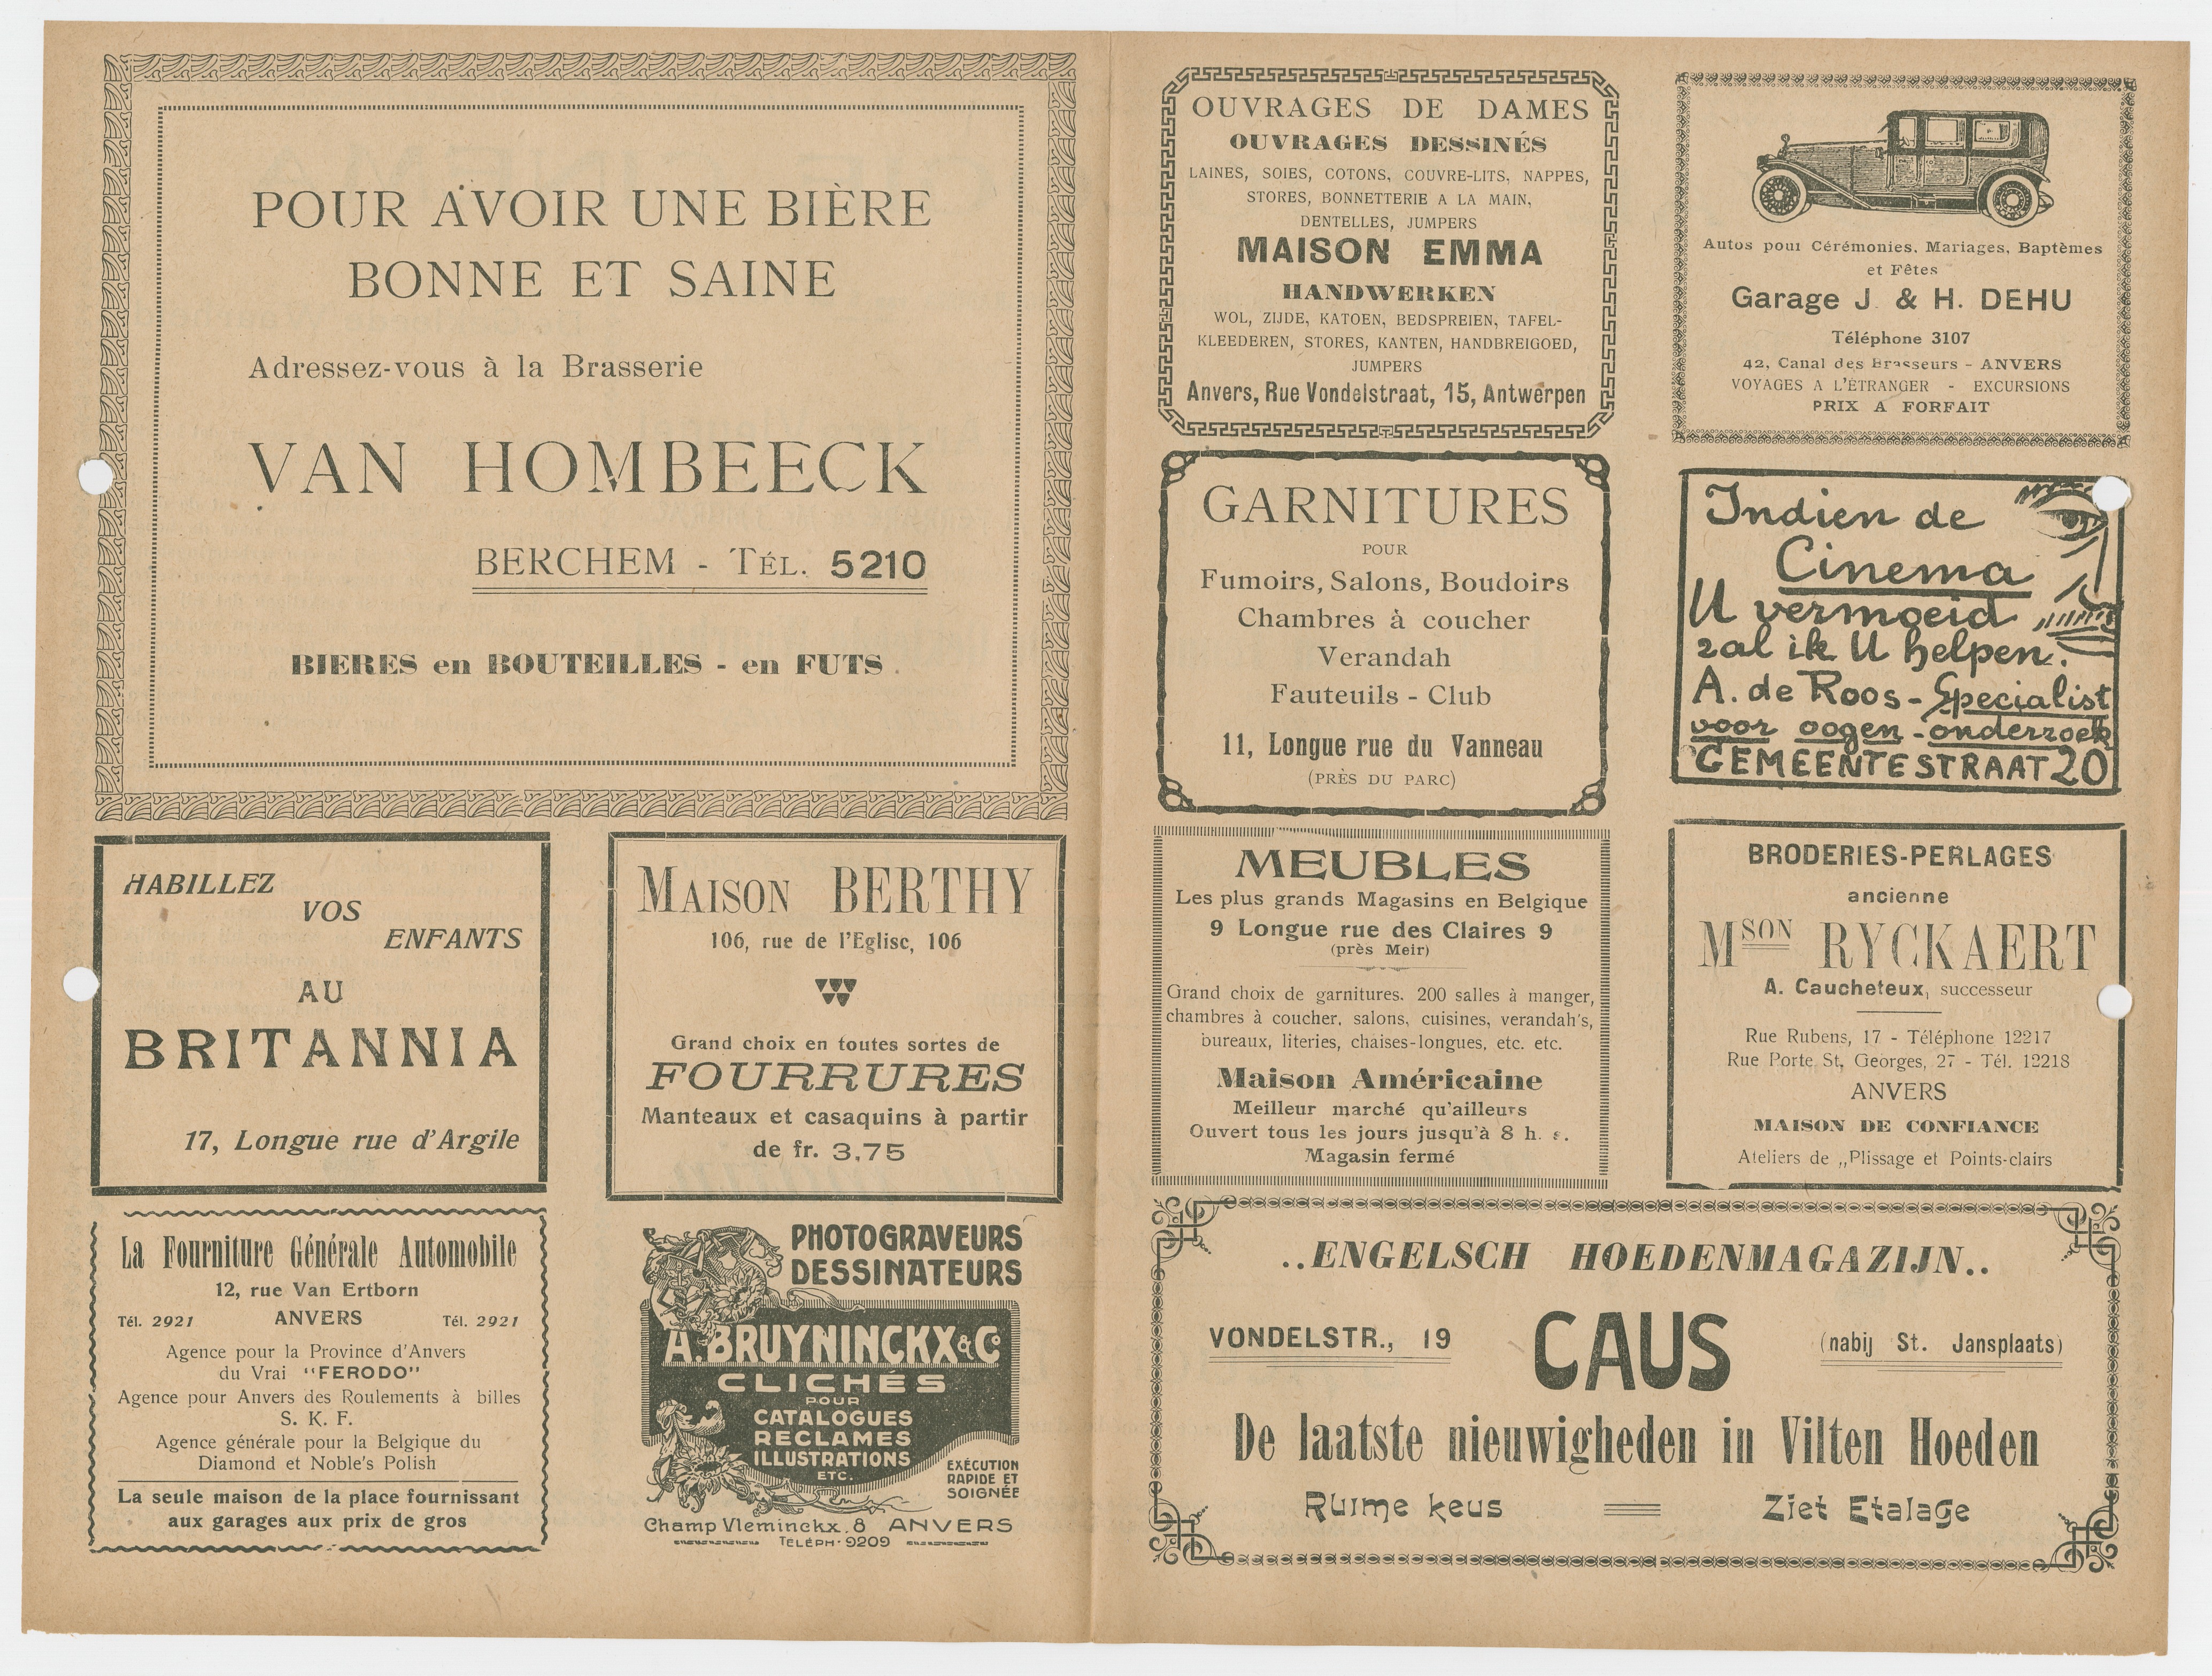 POUR AVOIR UNE BIÈRE
BONNE ET SAINE
Adressez-vous à la Brasserie
VAN HOMBEECK
BERCHEM - TÉL. 5210
BIERES en BOUTEILLES - en FUTS
HABILLEZ
VOS
ENFANTS
AU
BRITANNIA
17, Longue rue d'Argile
MAISON BERTHY
106, rue de l'Eglise, 106
Grand choix en toutes sortes de
FOURRURES
Manteaux et casaquins à partir
de fr. 3,75
La Fourniture Générale Automobile
12, rue Van Ertborn
Tél. 2921 ANVERS Tél. 2921
Agence pour la Province d'Anvers
du Vrai "FERODO"
Agence pour Anvers des Roulements à billes
S. K. F.
Agence générale pour la Belgique du
Diamond et Noble's Polish
La seule maison de la place fournissant
aux garages aux prix de gros
PHOTOGRAVEURS
DESSINATEURS
A. BRUYNINCKX & Co
CLICHÉS
POUR
CATALOGUES
RECLAMES
ILLUSTRATIONS
ETC.
EXÉCUTION
RAPIDE ET
SOIGNÉE
Champ Vleminckx. 8 ANVERS
TELÉPH. 9209
OUVRAGES DE DAMES
OUVRAGES DESSINÉS
LAINES, SOIES, COTONS, COUVRE-LITS, NAPPES,
STORES, BONNETTERIE A LA MAIN,
DENTELLES, JUMPERS
MAISON EMMA
HANDWERKEN
WOL, ZIJDE, KATOEN, BEDSPREIEN, TAFEL-
KLEEDEREN, STORES, KANTEN, HANDBREIGOED,
JUMPERS
Anvers, Rue Vondelstraat, 15, Antwerpen
Autos pour Cérémonies, Mariages, Baptèmes
et Fêtes
Garage J. & H. DEHU
Téléphone 3107
42, Canal des Brasseurs - ANVERS
VOYAGES A L'ÉTRANGER - EXCURSIONS
PRIX A FORFAIT
GARNITURES
POUR
Fumoirs, Salons, Boudoirs
Chambres à coucher
Verandah
Fauteuils - Club
11, Longue rue du Vanneau
(PRÈS DU PARC)
Indien de
Cinema
U vermoeid
zal ik U helpen.
A. de Roos - Specialist
voor oogen-onderzoek
GEMEENTESTRAAT 20
MEUBLES
Les plus grands Magasins en Belgique
9 Longue rue des Claires 9
(près Meir)
Grand choix de garnitures. 200 salles à manger,
chambres à coucher, salons, cuisines, verandah's,
bureaux, literies, chaises-longues, etc. etc.
Maison Américaine
Meilleur marché qu'ailleurs
Ouvert tous les jours jusqu'à 8 h. s.
Magasin fermé
BRODERIES-PERLAGES
ancienne
MSON RYCKAERT
A. Caucheteux, successeur
Rue Rubens, 17 - Téléphone 12217
Rue Porte St, Georges, 27 - Tél. 12218
ANVERS
MAISON DE CONFIANCE
Ateliers de „Plissage et Points-clairs
..ENGELSCH HOEDENMAGAZIJN..
VONDELSTR., 19 CAUS (nabij St. Jansplaats)
De laatste nieuwigheden in Vilten Hoeden
Ruime keus Ziet Etalage